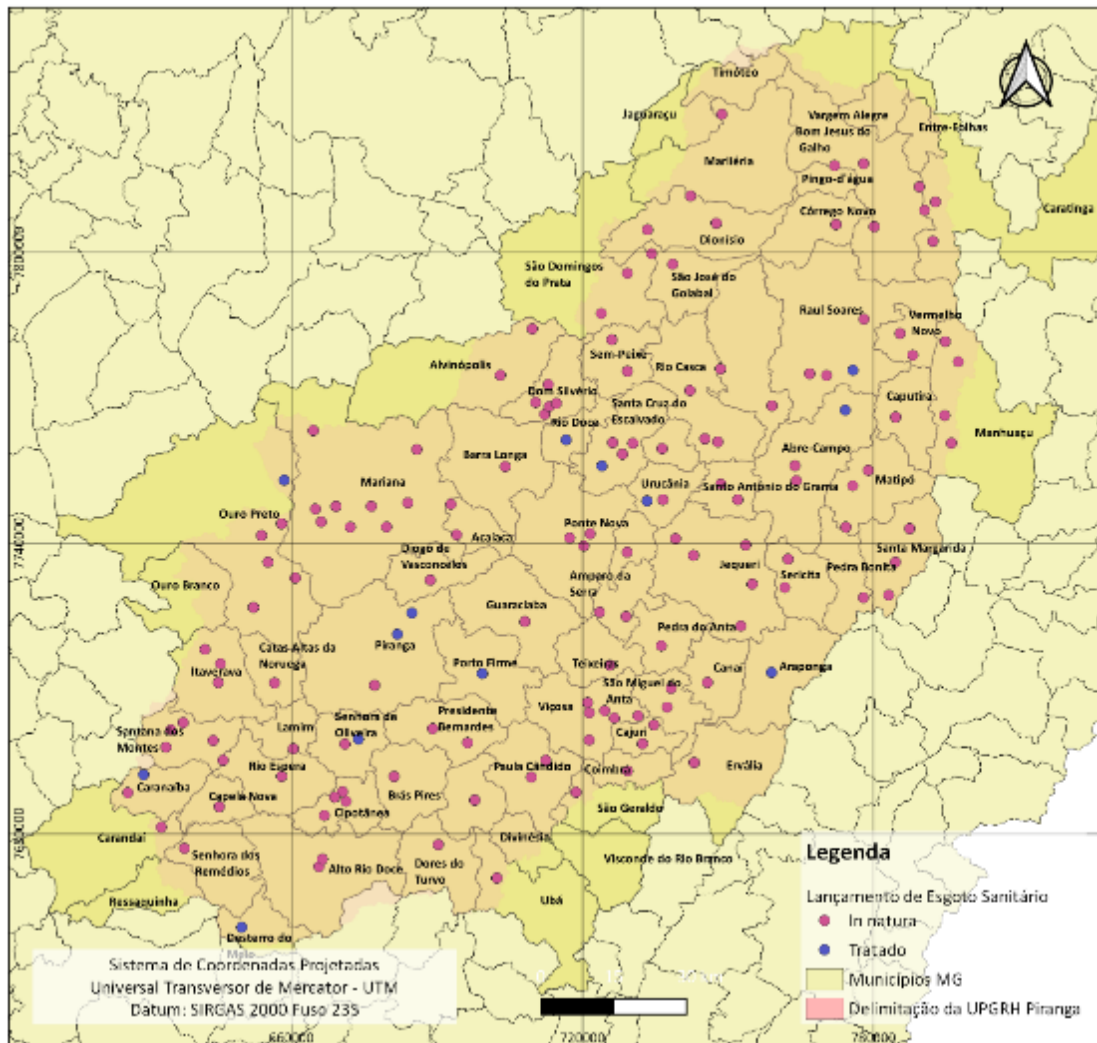 Timóteo
Jaguaraçu
Vargem Alegre
Bom Jesus do
Galho
Entre-Folhas
Marliéria
Pingo-d'água
Caratinga
Córrego Novo
Dionísio
7800000
São Domingos
do Prata
São José do
Goiabal
Raul Soares
Vermelho
Novo
Sem-Peixe
Alvinópolis
Rio Casca
Dom Silvério
Caputira
Santa Cruz do
Escalvado
Rio Doce
Manhuaçu
Abre-Campo
Barra Longa
Matipó
Mariana
Urucânia
Santo Antônio do Grama
Ouro Preto
Ponte Nova
Acaiaca
7740000
Diogo de
Vasconcelos
Santa Margarida
Jequeri
Pedra Bonita
Sericita
Ouro Branco
Amparo da
Serra
Guaraciaba
Pedra do Anta
Piranga
Catas-Altas da
Noruega
Porto Firme
Teixeiras
Canaí
Araponga
Itaverava
São Miguel do
Anta
Viçosa
Presidente
Bernardes
Senhora de
Oliveira
Lamim
Santana dos
Montes
Cajuri
Rio Espera
Paula Cândido
Coimbra
Ervália
Caranaíba
Brás Pires
Capela Nova
São Geraldo
Cipotânea
Carandaí
Divinésia
7680000
Visconde do Rio Branco
Senhora dos
Remédios
Alto Rio Doce
Dores do
Turvo
Ressaquinha
Ubá
Desterro do
Melo
Legenda
Lançamento de Esgoto Sanitário
In natura
Tratado
Municípios MG
Delimitação da UPGRH Piranga
Sistema de Coordenadas Projetadas
Universal Transversor de Mercator - UTM
Datum: SIRGAS 2000 Fuso 23S
0
660000
720000
780000